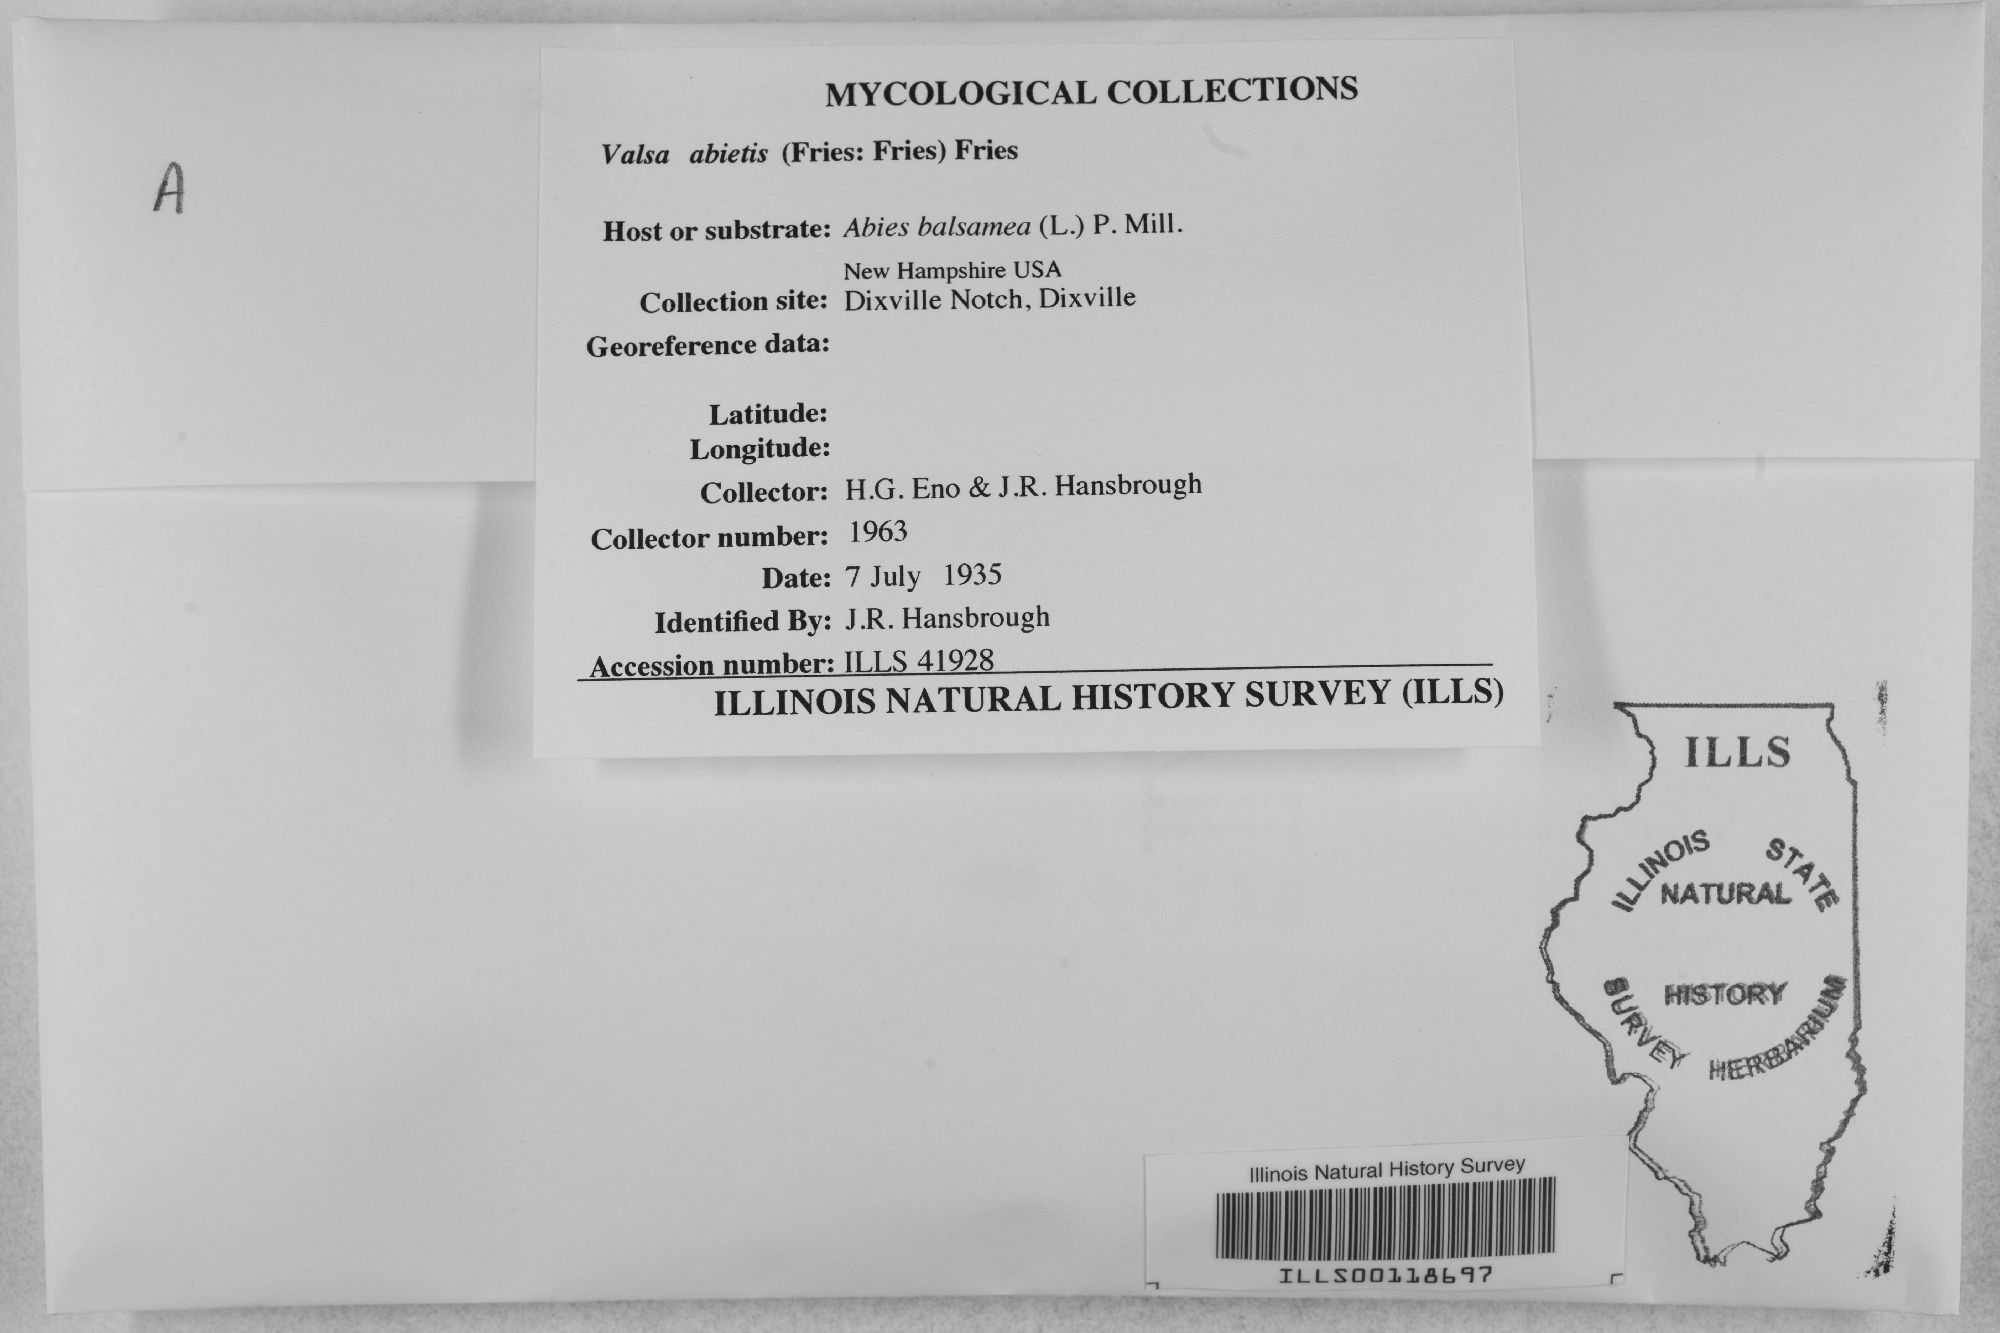 A
MYCOLOGICAL COLLECTIONS
Valsa abietis (Fries: Fries) Fries
Host or substrate: Abies balsamea (L.) P. Mill.
New Hampshire USA
Collection site: Dixville Notch, Dixville
Georeference data:
Latitude:
Longitude:
Collector: H.G. Eno & J.R. Hansbrough
Collector number: 1963
Date: 7 July 1935
Identified By: J.R. Hansbrough
Accession number: ILLS 41928
ILLINOIS NATURAL HISTORY SURVEY (ILLS)
ILLS
ILLINOIS STATE
NATURAL
HISTORY
SURVEY HERBARIUM
Illinois Natural History Survey
ILLS00118697